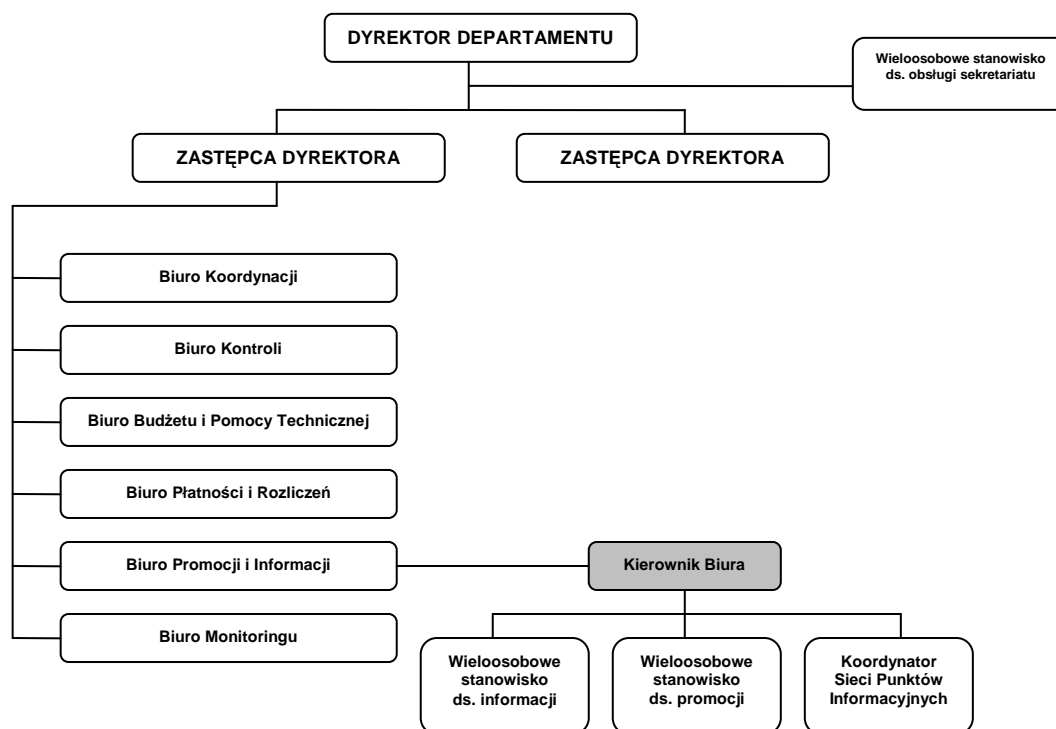 DYREKTOR DEPARTAMENTU
Wieloosobowe stanowisko
ds. obsługi sekretariatu
ZASTĘPCA DYREKTORA
ZASTĘPCA DYREKTORA
Biuro Koordynacji
Biuro Kontroli
Biuro Budżetu i Pomocy Technicznej
Biuro Płatności i Rozliczeń
Biuro Promocji i Informacji
Kierownik Biura
Biuro Monitoringu
Wieloosobowe
stanowisko
ds. informacji
Wieloosobowe
stanowisko
ds. promocji
Koordynator
Sieci Punktów
Informacyjnych